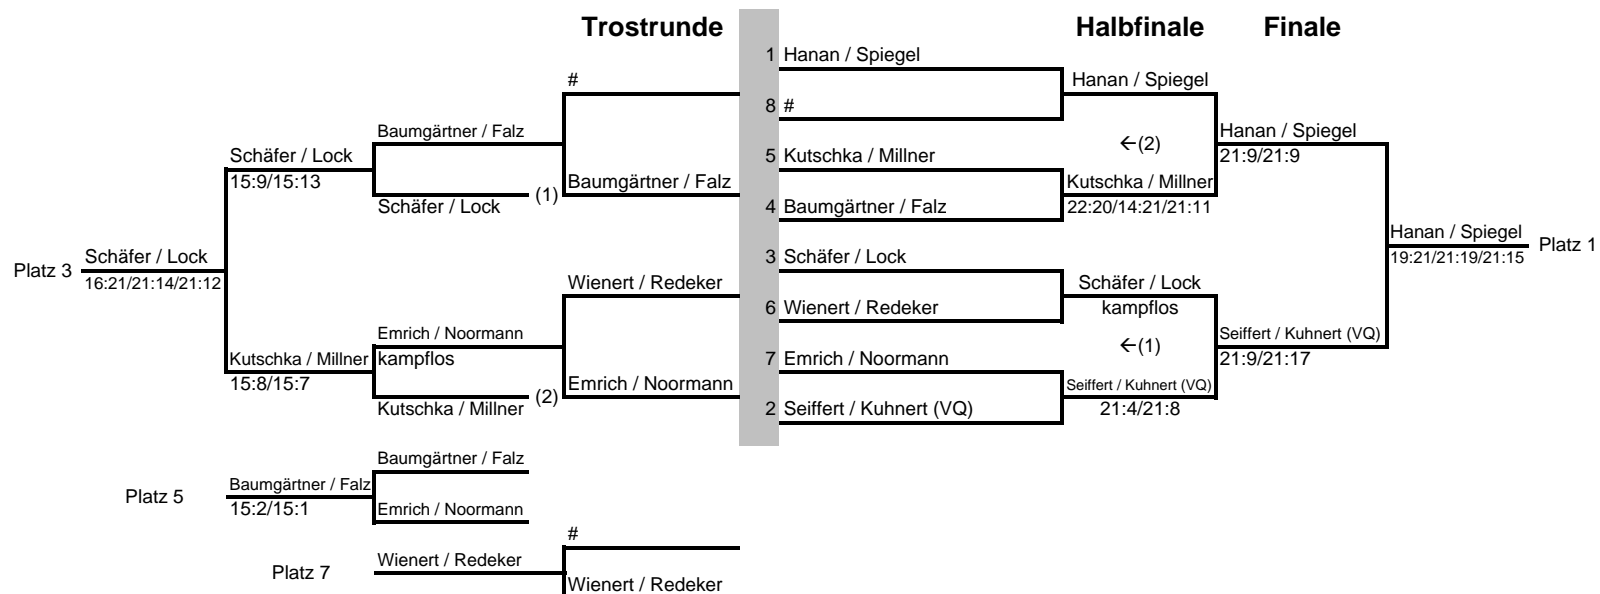 Trostrunde
Halbfinale
Finale
1 Hanan / Spiegel
#
Hanan / Spiegel
8 #
Baumgärtner / Falz
Hanan / Spiegel
Schäfer / Lock
5 Kutschka / Millner
←(2)
21:9/21:9
15:9/15:13
(1)
Baumgärtner / Falz
Kutschka / Millner
Schäfer / Lock
4 Baumgärtner / Falz
22:20/14:21/21:11
Hanan / Spiegel
Platz 1
Platz 3
Schäfer / Lock
3 Schäfer / Lock
19:21/21:19/21:15
16:21/21:14/21:12
Wienert / Redeker
Schäfer / Lock
6 Wienert / Redeker
kampflos
Emrich / Noormann
Seiffert / Kuhnert (VQ)
Kutschka / Millner
kampflos
7 Emrich / Noormann
←(1)
21:9/21:17
15:8/15:7
(2)
Emrich / Noormann
Seiffert / Kuhnert (VQ)
Kutschka / Millner
2 Seiffert / Kuhnert (VQ)
21:4/21:8
Baumgärtner / Falz
Platz 5
Baumgärtner / Falz
15:2/15:1
Emrich / Noormann
#
Wienert / Redeker
Platz 7
Wienert / Redeker